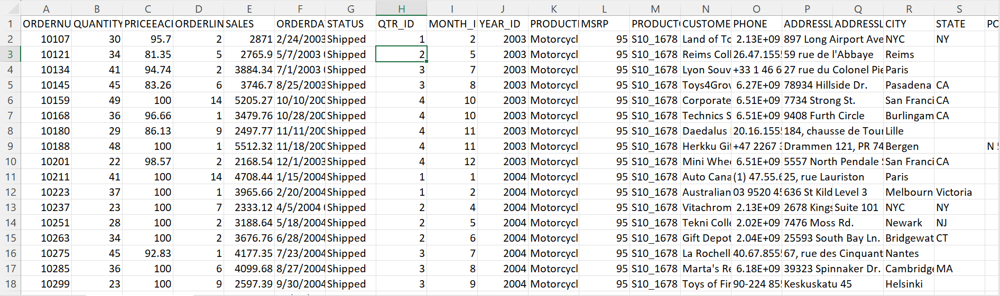 A B C D E F G H I J K L M N O P Q R S
1 ORDERNU QUANTITY PRICEEACH ORDERLIN SALES ORDERDA STATUS QTR_ID MONTH_I YEAR_ID PRODUCTI MSRP PRODUCT CUSTOME PHONE ADDRESSL ADDRESSL CITY STATE PO
2 10107 30 95.7 2 2871 2/24/2003 Shipped 1 2 2003 Motorcycl 95 S10_1678 Land of To 2.13E+09 897 Long Airport Ave NYC NY
3 10121 34 81.35 5 2765.9 5/7/2003 Shipped 2 5 2003 Motorcycl 95 S10_1678 Reims Coll 26.47.155 59 rue de l'Abbaye Reims
4 10134 41 94.74 2 3884.34 7/1/2003 Shipped 3 7 2003 Motorcycl 95 S10_1678 Lyon Souv +33 1 46 6 27 rue du Colonel Pie Paris
5 10145 45 83.26 6 3746.7 8/25/2003 Shipped 3 8 2003 Motorcycl 95 S10_1678 Toys4Grov 6.27E+09 78934 Hillside Dr. Pasadena CA
6 10159 49 100 14 5205.27 10/10/200 Shipped 4 10 2003 Motorcycl 95 S10_1678 Corporate 6.51E+09 7734 Strong St. San Franci CA
7 10168 36 96.66 1 3479.76 10/28/200 Shipped 4 10 2003 Motorcycl 95 S10_1678 Technics S 6.51E+09 9408 Furth Circle Burlingam CA
8 10180 29 86.13 9 2497.77 11/11/200 Shipped 4 11 2003 Motorcycl 95 S10_1678 Daedalus 20.16.155 184, chausse de Tour Lille
9 10188 48 100 1 5512.32 11/18/200 Shipped 4 11 2003 Motorcycl 95 S10_1678 Herkku Gif +47 2267 3 Drammen 121, PR 74 Bergen N 5
10 10201 22 98.57 2 2168.54 12/1/2003 Shipped 4 12 2003 Motorcycl 95 S10_1678 Mini Whee 6.51E+09 5557 North Pendale San Franci CA
11 10211 41 100 14 4708.44 1/15/2004 Shipped 1 1 2004 Motorcycl 95 S10_1678 Auto Cana (1) 47.55.6 25, rue Lauriston Paris
12 10223 37 100 1 3965.66 2/20/2004 Shipped 1 2 2004 Motorcycl 95 S10_1678 Australian 03 9520 45 636 St Kild Level 3 Melbourn Victoria
13 10237 23 100 7 2333.12 4/5/2004 Shipped 2 4 2004 Motorcycl 95 S10_1678 Vitachrom 2.13E+09 2678 Kings Suite 101 NYC NY
14 10251 28 100 2 3188.64 5/18/2004 Shipped 2 5 2004 Motorcycl 95 S10_1678 Tekni Colle 2.02E+09 7476 Moss Rd. Newark NJ
15 10263 34 100 2 3676.76 6/28/2004 Shipped 2 6 2004 Motorcycl 95 S10_1678 Gift Depot 2.04E+09 25593 South Bay Ln. Bridgewat CT
16 10275 45 92.83 1 4177.35 7/23/2004 Shipped 3 7 2004 Motorcycl 95 S10_1678 La Rochell 40.67.855 67, rue des Cinquant Nantes
17 10285 36 100 6 4099.68 8/27/2004 Shipped 3 8 2004 Motorcycl 95 S10_1678 Marta's Re 6.18E+09 39323 Spinnaker Dr. Cambridge MA
18 10299 23 100 9 2597.39 9/30/2004 Shipped 3 9 2004 Motorcycl 95 S10_1678 Toys of Fin 90-224 85 Keskuskatu 45 Helsinki